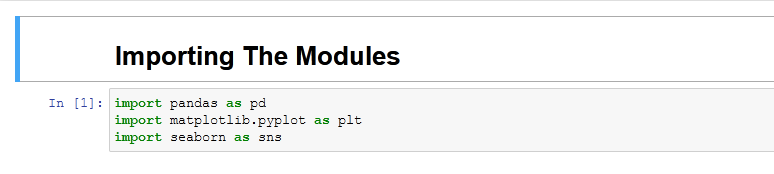 Importing The Modules
In [1]: import pandas as pd
import matplotlib.pyplot as plt
import seaborn as sns